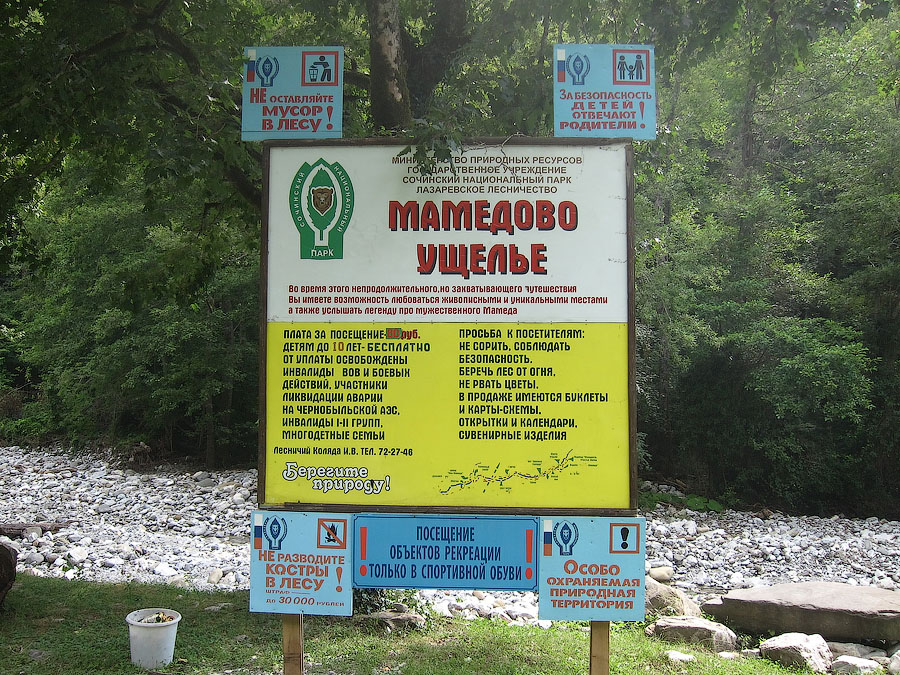 НЕ ОСТАВЛЯЙТЕ
МУСОР
В ЛЕСУ!
ЗА БЕЗОПАСНОСТЬ
ДЕТЕЙ
ОТВЕЧАЮТ
РОДИТЕЛИ!
МИНИСТЕРСТВО ПРИРОДНЫХ РЕСУРСОВ
ГОСУДАРСТВЕННОЕ УЧРЕЖДЕНИЕ
СОЧИНСКИЙ НАЦИОНАЛЬНЫЙ ПАРК
ЛАЗАРЕВСКОЕ ЛЕСНИЧЕСТВО
СОЧИНСКИЙ НАЦИОНАЛЬНЫЙ
ПАРК
МАМЕДОВО
УЩЕЛЬЕ
Во время этого непродолжительного, но захватывающего путешествия
Вы имеете возможность любоваться живописными и уникальными местами
а также услышать легенду про мужественного Мамеда
ПЛАТА ЗА ПОСЕЩЕНИЕ- руб.
ДЕТЯМ ДО 10 ЛЕТ- БЕСПЛАТНО
ОТ УПЛАТЫ ОСВОБОЖДЕНЫ
ИНВАЛИДЫ ВОВ И БОЕВЫХ
ДЕЙСТВИЙ, УЧАСТНИКИ
ЛИКВИДАЦИИ АВАРИИ
НА ЧЕРНОБЫЛЬСКОЙ АЭС,
ИНВАЛИДЫ I-II ГРУПП,
МНОГОДЕТНЫЕ СЕМЬИ
ЛЕСНИЧИЙ КОЛЯДА И.В. ТЕЛ. 72-27-46
Берегите
природу!
ПРОСЬБА К ПОСЕТИТЕЛЯМ:
НЕ СОРИТЬ, СОБЛЮДАТЬ
БЕЗОПАСНОСТЬ.
БЕРЕЧЬ ЛЕС ОТ ОГНЯ,
НЕ РВАТЬ ЦВЕТЫ.
В ПРОДАЖЕ ИМЕЮТСЯ БУКЛЕТЫ
И КАРТЫ-СХЕМЫ,
ОТКРЫТКИ И КАЛЕНДАРИ,
СУВЕНИРНЫЕ ИЗДЕЛИЯ
НЕ РАЗВОДИТЕ
КОСТРЫ
В ЛЕСУ!
ШТРАФ
ДО 30 000 РУБЛЕЙ
! ПОСЕЩЕНИЕ !
ОБЪЕКТОВ РЕКРЕАЦИИ
ТОЛЬКО В СПОРТИВНОЙ ОБУВИ
!
ОСОБО
ОХРАНЯЕМАЯ
ПРИРОДНАЯ
ТЕРРИТОРИЯ